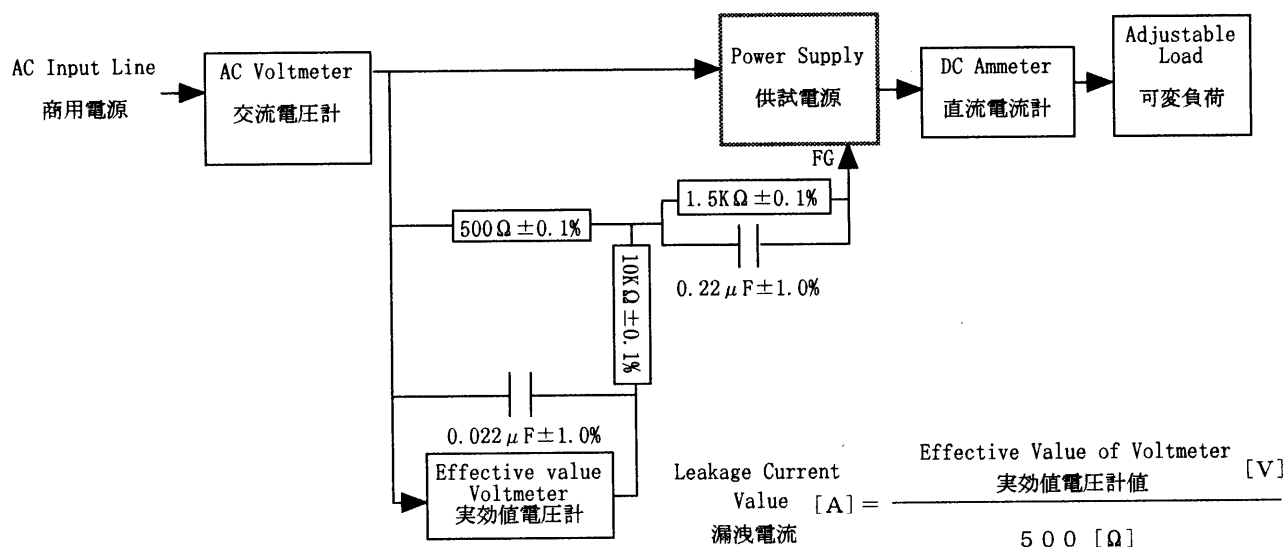 AC Input Line
商用電源
AC Voltmeter
交流電圧計
Power Supply
供試電源
FG
DC Ammeter
直流電流計
Adjustable
Load
可変負荷
500Ω±0.1%
1.5KΩ±0.1%
0.22μF±1.0%
10KΩ±0.1%
0.022μF±1.0%
Effective value
Voltmeter
実効値電圧計
Leakage Current
Value [A]=
漏洩電流
Effective Value of Voltmeter
実効値電圧計値 [V]
500 [Ω]